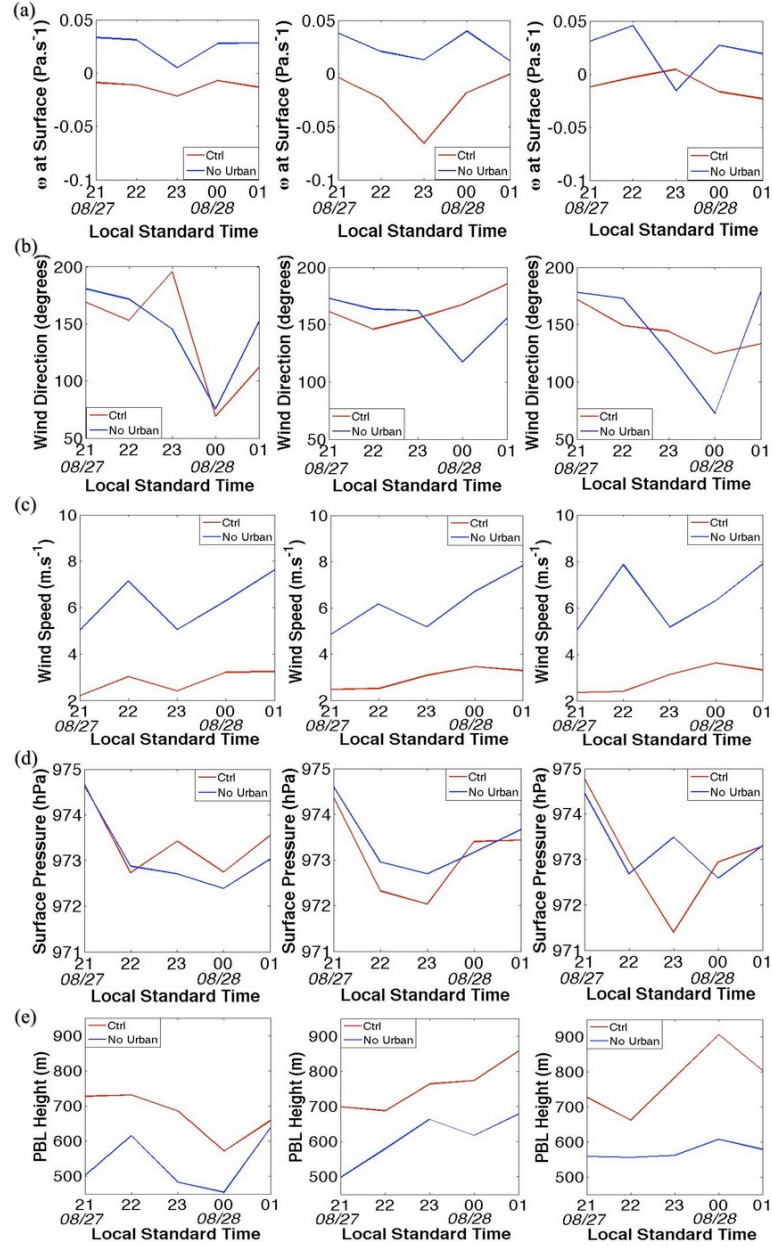 (a)
ω at Surface (Pa.s⁻¹)
0.05
0
-0.05
-0.1
Ctrl
No Urban
21 22 23 00 01
08/27 08/28
Local Standard Time
ω at Surface (Pa.s⁻¹)
0.05
0
-0.05
-0.1
Ctrl
No Urban
21 22 23 00 01
08/27 08/28
Local Standard Time
ω at Surface (Pa.s⁻¹)
0.05
0
-0.05
-0.1
Ctrl
No Urban
21 22 23 00 01
08/27 08/28
Local Standard Time
(b)
Wind Direction (degrees)
200
150
100
50
Ctrl
No Urban
21 22 23 00 01
08/27 08/28
Local Standard Time
Wind Direction (degrees)
200
150
100
50
Ctrl
No Urban
21 22 23 00 01
08/27 08/28
Local Standard Time
Wind Direction (degrees)
200
150
100
50
Ctrl
No Urban
21 22 23 00 01
08/27 08/28
Local Standard Time
(c)
Wind Speed (m.s⁻¹)
10
8
6
4
2
Ctrl
No Urban
21 22 23 00 01
08/27 08/28
Local Standard Time
Wind Speed (m.s⁻¹)
10
8
6
4
2
Ctrl
No Urban
21 22 23 00 01
08/27 08/28
Local Standard Time
Wind Speed (m.s⁻¹)
10
8
6
4
2
Ctrl
No Urban
21 22 23 00 01
08/27 08/28
Local Standard Time
(d)
Surface Pressure (hPa)
975
974
973
972
971
Ctrl
No Urban
21 22 23 00 01
08/27 08/28
Local Standard Time
Surface Pressure (hPa)
975
974
973
972
971
Ctrl
No Urban
21 22 23 00 01
08/27 08/28
Local Standard Time
Surface Pressure (hPa)
975
974
973
972
971
Ctrl
No Urban
21 22 23 00 01
08/27 08/28
Local Standard Time
(e)
PBL Height (m)
900
800
700
600
500
Ctrl
No Urban
21 22 23 00 01
08/27 08/28
Local Standard Time
PBL Height (m)
900
800
700
600
500
Ctrl
No Urban
21 22 23 00 01
08/27 08/28
Local Standard Time
PBL Height (m)
900
800
700
600
500
Ctrl
No Urban
21 22 23 00 01
08/27 08/28
Local Standard Time